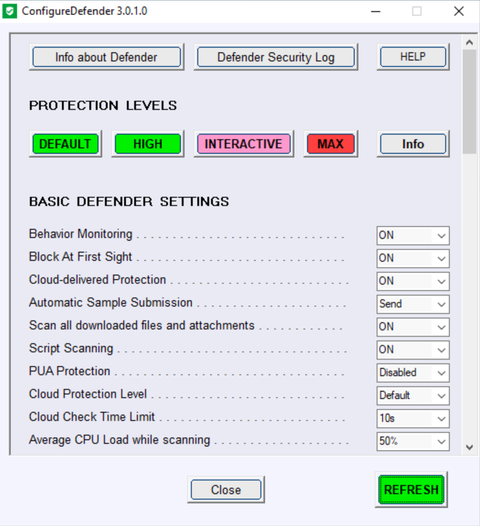 ConfigureDefender 3.0.1.0
Info about Defender Defender Security Log HELP
PROTECTION LEVELS
DEFAULT HIGH INTERACTIVE MAX Info
BASIC DEFENDER SETTINGS
Behavior Monitoring ON
Block At First Sight ON
Cloud-delivered Protection ON
Automatic Sample Submission Send
Scan all downloaded files and attachments ON
Script Scanning ON
PUA Protection Disabled
Cloud Protection Level Default
Cloud Check Time Limit 10s
Average CPU Load while scanning 50%
Close REFRESH